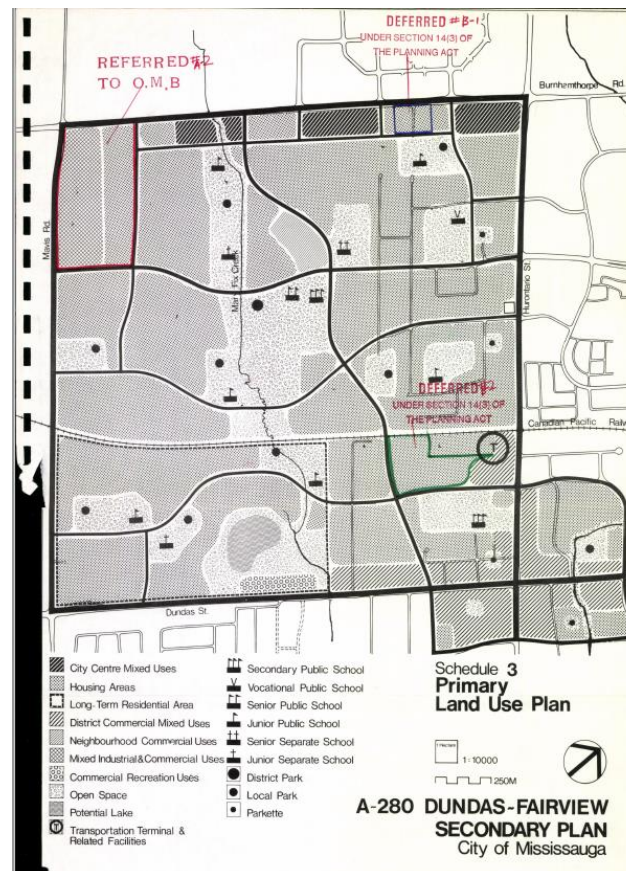 DEFERRED #B-1
UNDER SECTION 14(3) OF
THE PLANNING ACT
REFERRED #A-2
TO O.M.B
Burnhamthorpe Rd.
Mavis Rd.
Mary Fix Creek
Hurontario St.
DEFERRED #2
UNDER SECTION 14(3) OF
THE PLANNING ACT
Canadian Pacific Railw
T
Dundas St.
City Centre Mixed Uses
Housing Areas
Long-Term Residential Area
District Commercial Mixed Uses
Neighbourhood Commercial Uses
Mixed Industrial & Commercial Uses
Commercial Recreation Uses
Open Space
Potential Lake
T
Transportation Terminal &
Related Facilities
Secondary Public School
Vocational Public School
Senior Public School
Junior Public School
Senior Separate School
Junior Separate School
District Park
Local Park
Parkette
Schedule 3
Primary
Land Use Plan
1:10000
250M
A-280 DUNDAS-FAIRVIEW
SECONDARY PLAN
City of Mississauga